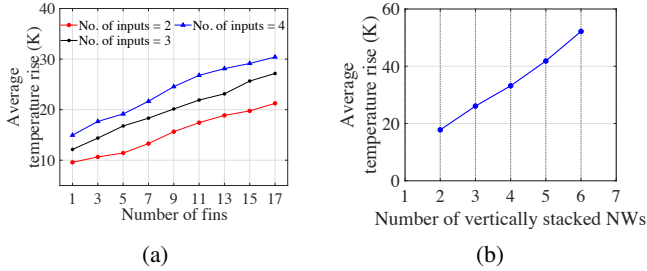 40
No. of inputs = 2
No. of inputs = 4
No. of inputs = 3
30
20
10
Average
temperature rise (K)
1 3 5 7 9 11 13 15 17
Number of fins
(a)
60
40
20
0
Average
temperature rise (K)
1 2 3 4 5 6 7
Number of vertically stacked NWs
(b)